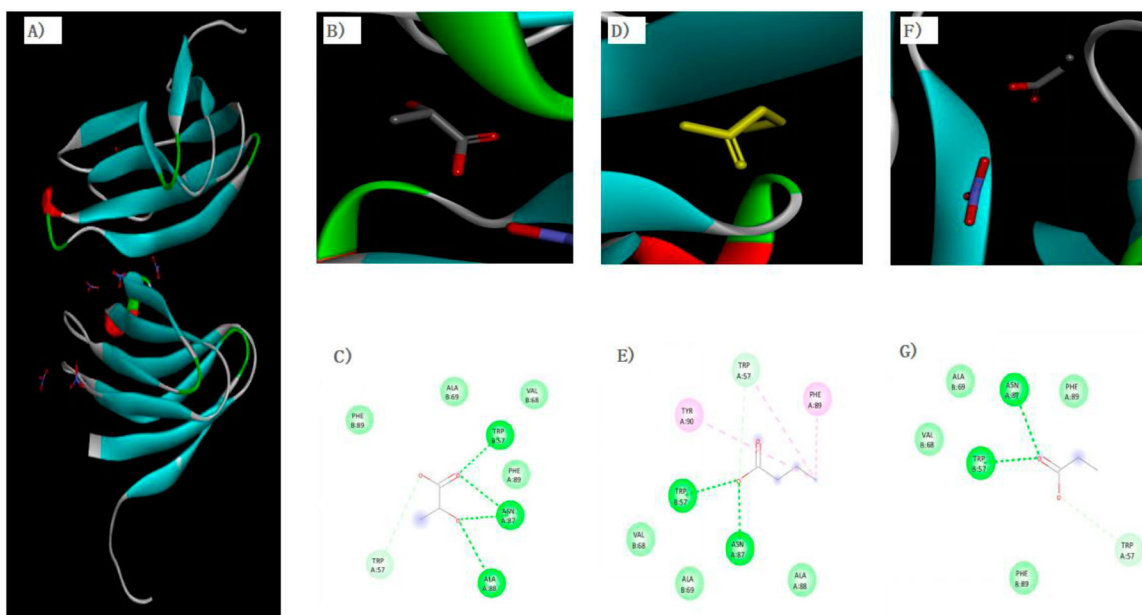 A)
B)
D)
F)
C)
ALA
B:69
VAL
B:68
PHE
B:89
TRP
B:57
PHE
A:89
ASN
A:87
TRP
A:57
ALA
A:88
E)
TRP
A:57
PHE
A:89
TYR
A:90
TRP
B:57
ASN
A:87
VAL
B:68
ALA
B:69
ALA
A:88
G)
ALA
B:69
ASN
A:87
PHE
A:89
VAL
B:68
TRP
B:57
TRP
A:57
PHE
B:89